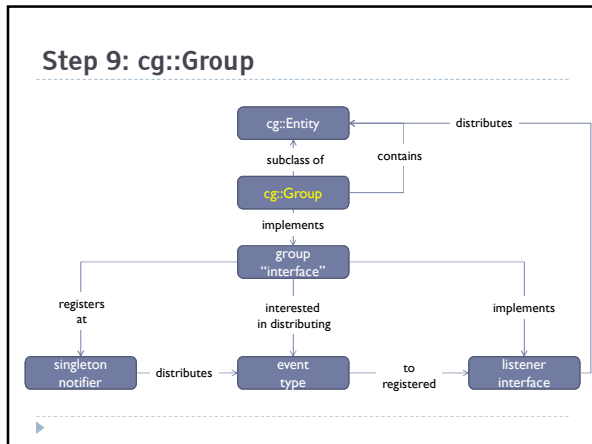 Step 9: cg::Group
cg::Entity
distributes
subclass of
contains
cg::Group
implements
group
“interface”
registers
at
interested
in distributing
implements
singleton
notifier
distributes
event
type
to
registered
listener
interface